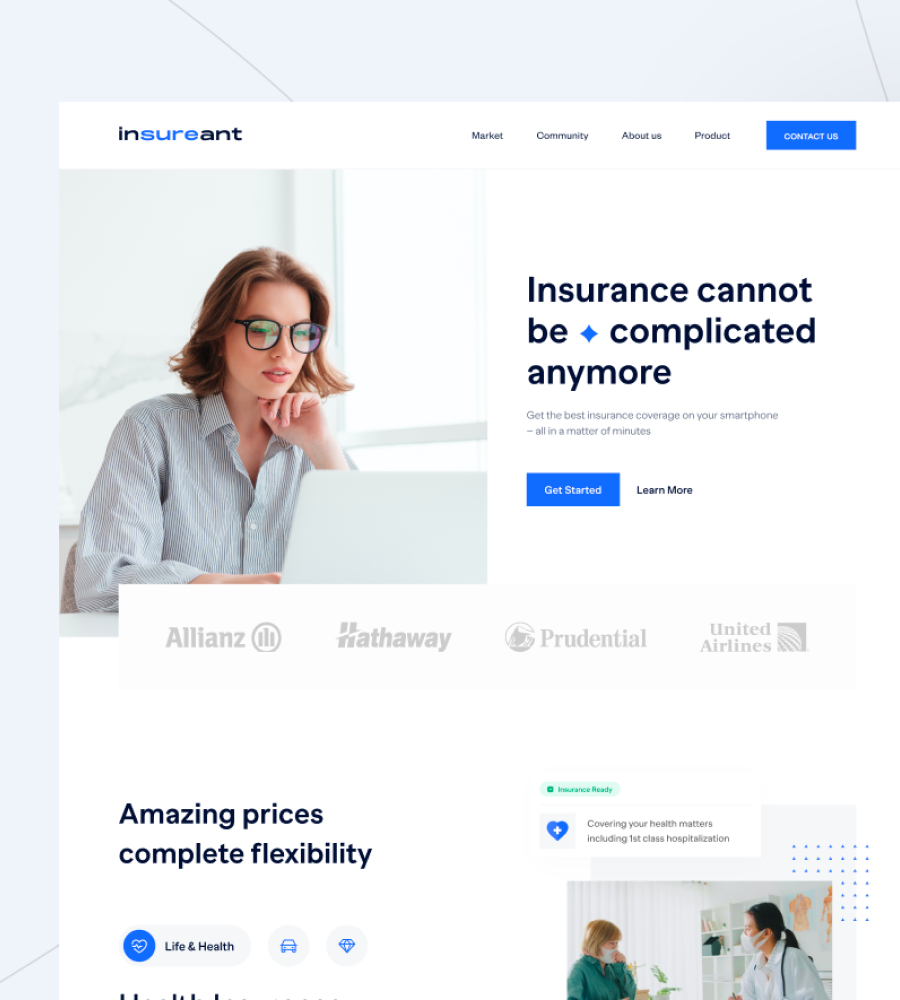 insureant
Market
Community
About us
Product
CONTACT US
Insurance cannot
be complicated
anymore
Get the best insurance coverage on your smartphone
– all in a matter of minutes
Get Started
Learn More
Allianz
Hathaway
Prudential
United
Airlines
Amazing prices
complete flexibility
Insurance Ready
Covering your health matters
including 1st class hospitalization
Life & Health
Health Insurance